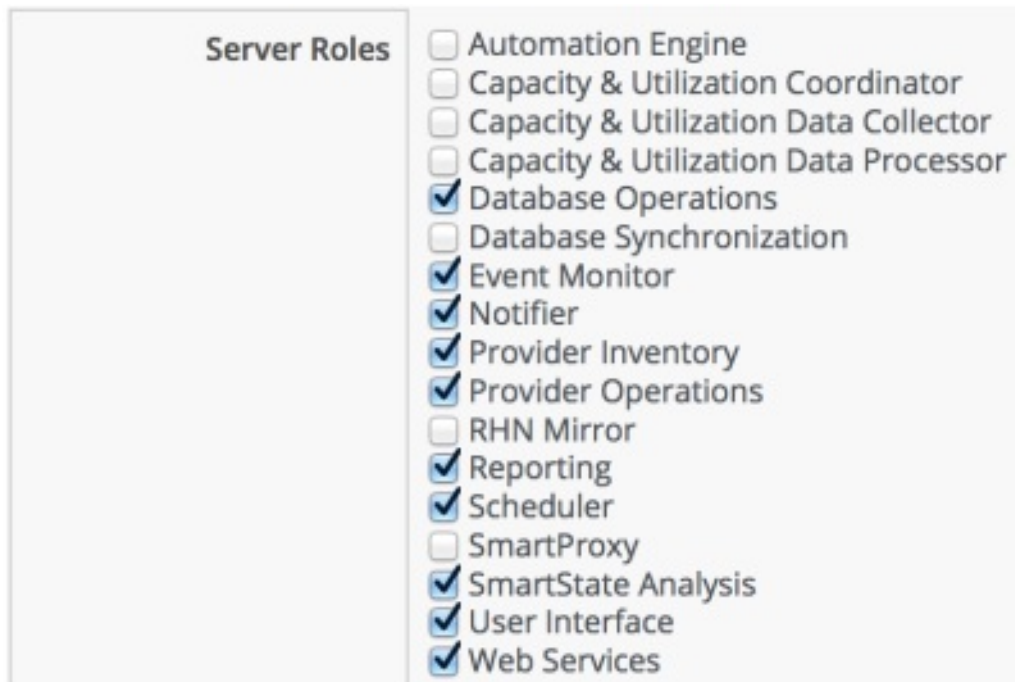 Server Roles
Automation Engine
Capacity & Utilization Coordinator
Capacity & Utilization Data Collector
Capacity & Utilization Data Processor
Database Operations
Database Synchronization
Event Monitor
Notifier
Provider Inventory
Provider Operations
RHN Mirror
Reporting
Scheduler
SmartProxy
SmartState Analysis
User Interface
Web Services